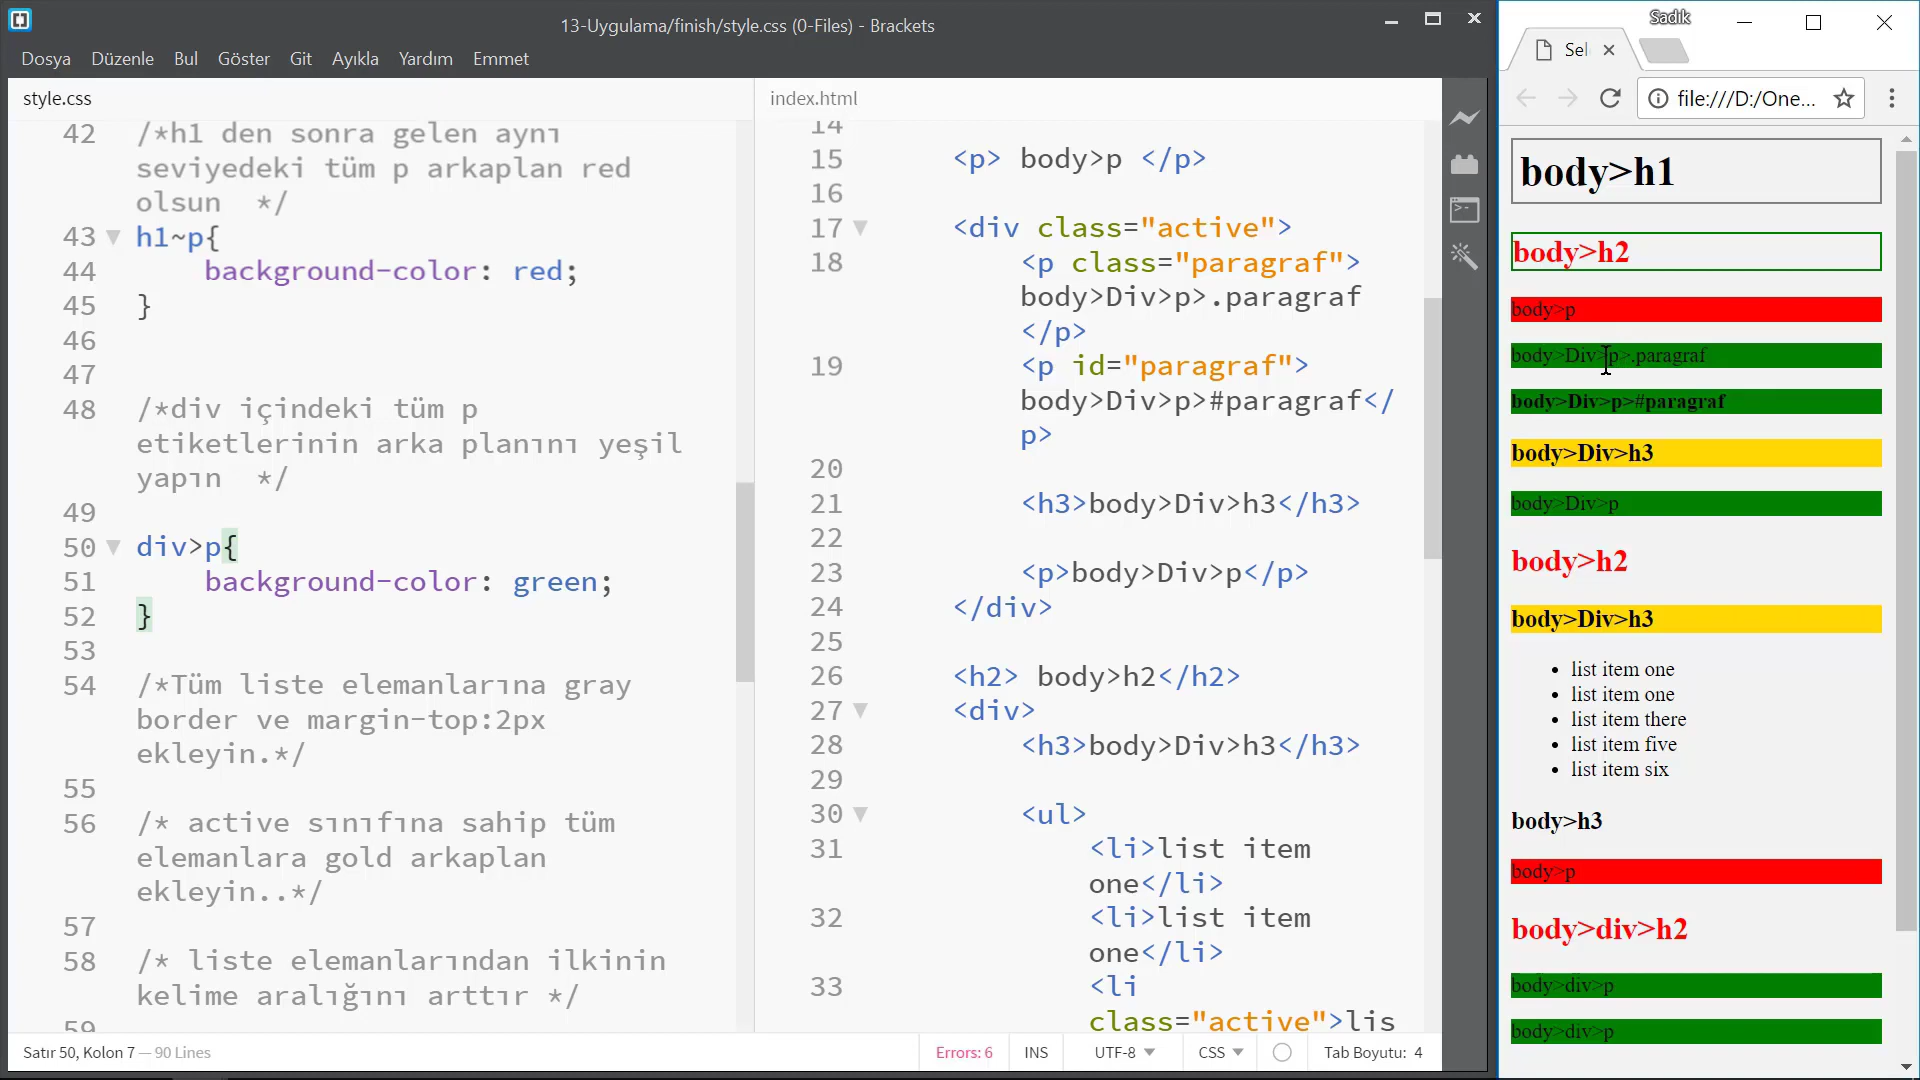 13-Uygulama/finish/style.css (0-Files) - Brackets
Dosya Düzenle Bul Göster Git Ayıkla Yardım Emmet
style.css
42 /*h1 den sonra gelen aynı
seviyedeki tüm p arkaplan red
olsun  */
43 h1~p{
44 background-color: red;
45 }
46
47
48 /*div içindeki tüm p
etiketlerinin arka planını yeşil
yapın  */
49
50 div>p{
51 background-color: green;
52 }
53
54 /*Tüm liste elemanlarına gray
border ve margin-top:2px
ekleyin.*/
55
56 /* active sınıfına sahip tüm
elemanlara gold arkaplan
ekleyin..*/
57
58 /* liste elemanlarından ilkinin
kelime aralığını arttır */
59
index.html
14
15 <p> body>p </p>
16
17 <div class="active">
18 <p class="paragraf">
body>Div>p>.paragraf
</p>
19 <p id="paragraf">
body>Div>p>#paragraf</
p>
20
21 <h3>body>Div>h3</h3>
22
23 <p>body>Div>p</p>
24 </div>
25
26 <h2> body>h2</h2>
27 <div>
28 <h3>body>Div>h3</h3>
29
30 <ul>
31 <li>list item
one</li>
32 <li>list item
one</li>
33 <li
class="active">lis
Satır 50, Kolon 7 — 90 Lines
Errors: 6 INS UTF-8 CSS Tab Boyutu: 4
Sadık
Sel
file:///D:/One...
body>h1
body>h2
body>p
body>Div>p>.paragraf
body>Div>p>#paragraf
body>Div>h3
body>Div>p
body>h2
body>Div>h3
• list item one
• list item one
• list item there
• list item five
• list item six
body>h3
body>p
body>div>h2
body>div>p
body>div>p